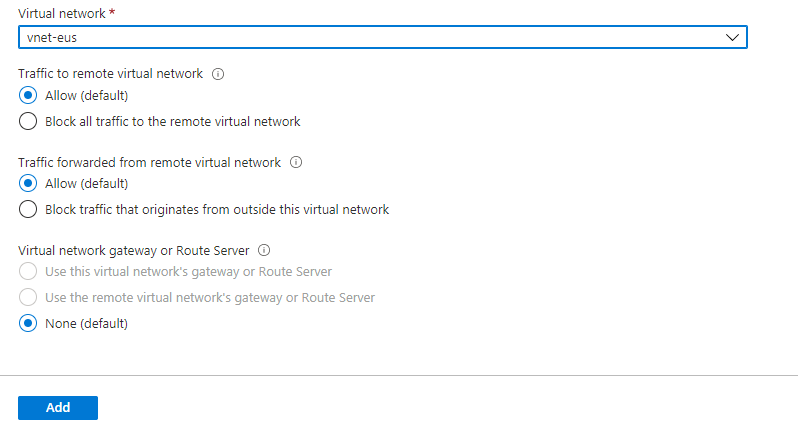 Virtual network *
vnet-eus
Traffic to remote virtual network
Allow (default)
Block all traffic to the remote virtual network
Traffic forwarded from remote virtual network
Allow (default)
Block traffic that originates from outside this virtual network
Virtual network gateway or Route Server
Use this virtual network's gateway or Route Server
Use the remote virtual network's gateway or Route Server
None (default)
Add